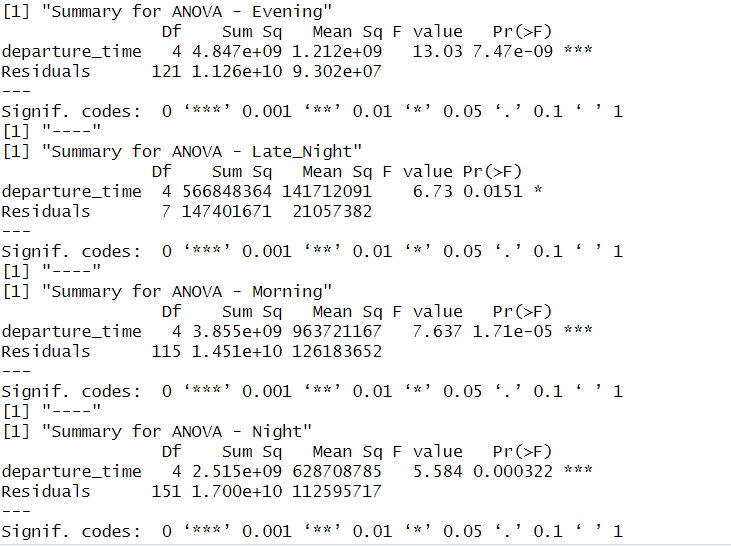 [1] "Summary for ANOVA - Evening"
                Df    Sum Sq   Mean Sq F value   Pr(>F)
departure_time   4 4.847e+09 1.212e+09   13.03 7.47e-09 ***
Residuals      121 1.126e+10 9.302e+07
---
Signif. codes:  0 ‘***’ 0.001 ‘**’ 0.01 ‘*’ 0.05 ‘.’ 0.1 ‘ ’ 1
[1] "----"
[1] "Summary for ANOVA - Late_Night"
               Df    Sum Sq   Mean Sq F value Pr(>F)
departure_time  4 566848364 141712091    6.73 0.0151 *
Residuals       7 147401671  21057382
---
Signif. codes:  0 ‘***’ 0.001 ‘**’ 0.01 ‘*’ 0.05 ‘.’ 0.1 ‘ ’ 1
[1] "----"
[1] "Summary for ANOVA - Morning"
                Df    Sum Sq   Mean Sq F value   Pr(>F)
departure_time   4 3.855e+09 963721167   7.637 1.71e-05 ***
Residuals      115 1.451e+10 126183652
---
Signif. codes:  0 ‘***’ 0.001 ‘**’ 0.01 ‘*’ 0.05 ‘.’ 0.1 ‘ ’ 1
[1] "----"
[1] "Summary for ANOVA - Night"
                Df    Sum Sq   Mean Sq F value   Pr(>F)
departure_time   4 2.515e+09 628708785   5.584 0.000322 ***
Residuals      151 1.700e+10 112595717
---
Signif. codes:  0 ‘***’ 0.001 ‘**’ 0.01 ‘*’ 0.05 ‘.’ 0.1 ‘ ’ 1